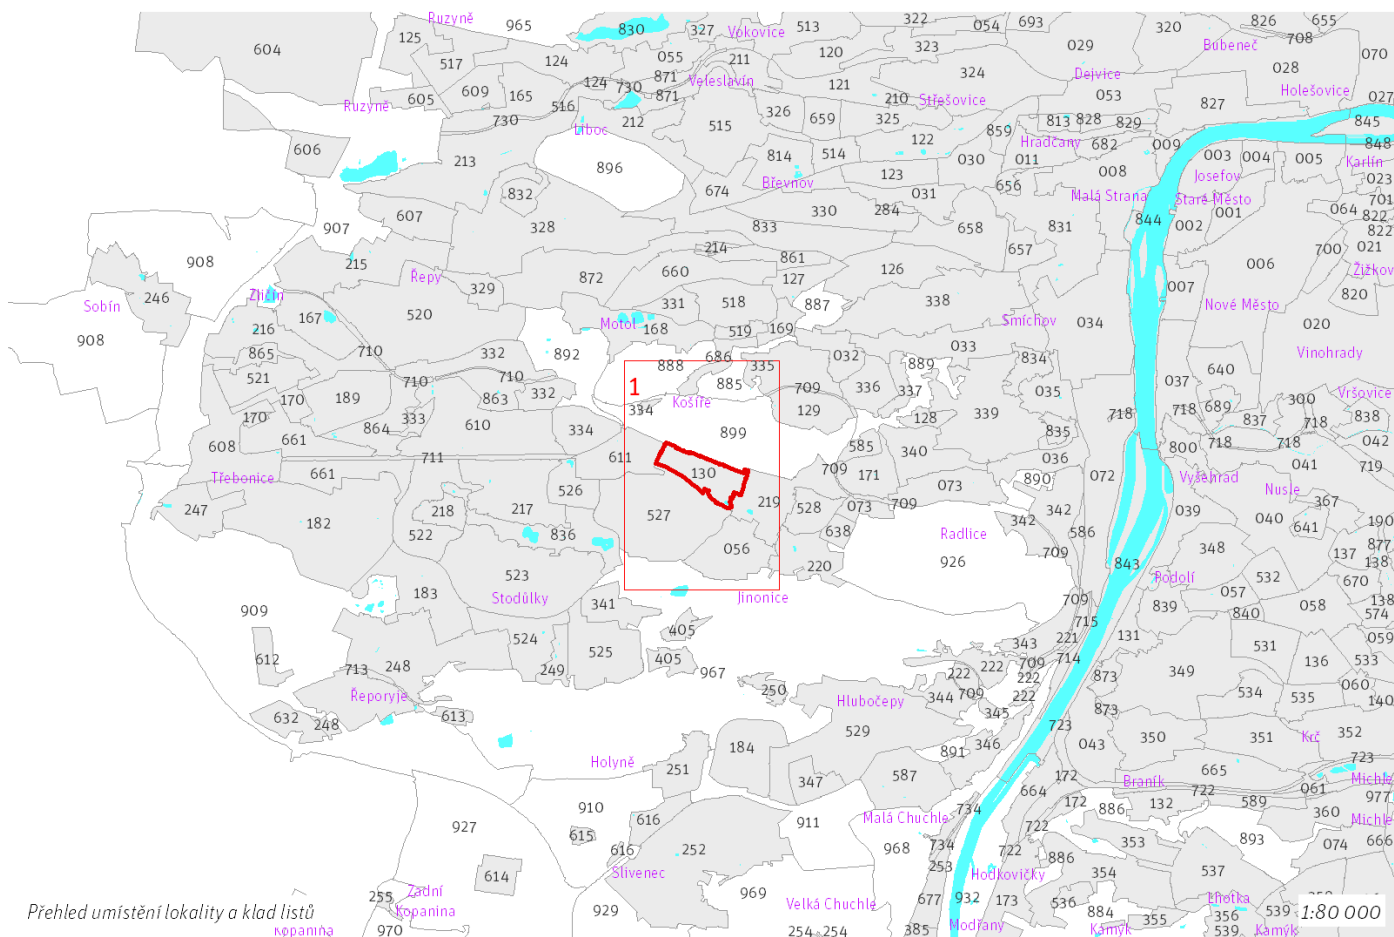 Ruzyně 965 830 327 Vokovice 513 322 054 693 320 826 655
604 125 517 124 055 211 120 323 029 708 Bubeneč 070
609 165 124 730 871 Veleslavín 121 324 Dejvice 028
Ruzyně 605 516 871 210 Střešovice 053 827 Holešovice 027
730 Liboc 212 515 326 659 325 122 859 813 828 829 845
606 213 896 814 514 030 Hradčany 682 009 003 004 005 848
011 008 Josefov Karlín
832 674 Břevnov 123 031 656 Malá Strana Staré Město 023
607 328 330 284 844 001 064 701
907 833 658 831 002 822
214 657 700 822
908 215 Řepy 861 006 021
246 329 872 660 127 126 007 Žižkov
Sobín Zličín 167 520 331 518 887 338 Nové Město 820
908 216 Motol 168 519 169 Smíchov 034 020
865 710 332 892 686 032 033 834 Vinohrady
521 710 710 888 335 889 640
170 170 189 863 332 1 885 709 336 337 035 037 300 Vršovice
334 Košíře 129 128 339 718 718 689 837 718 838
608 661 864 333 610 334 899 585 340 835 718 718 042
661 711 611 130 709 171 036 072 800 041
Třebonice 526 219 073 890 Vyšehrad Nusle
247 182 218 217 527 528 073 709 342 342 039 367
522 836 638 Radlice 586 040 641 190
523 056 926 709 843 348 137 877
183 220 Podolí 532 138
Stodůlky 341 Jinonice 709 057 670
909 405 715 839 840 058 138
574
612 524 525 343 221 131 531 059
713 248 249 405 967 222 222 709 714 349 136 533
Řeporyje 250 Hlubočepy 344 709 222 222 873 534 535 060
632 248 613 345 873 140
529 723
Holyně 184 891 346 043 350 351 Krč 352
251 347 587 172 Braník 665 723
910 664 722 061 Michle
927 616 911 Malá Chuchle 734 172 886 132 589 360 977
615 722 Michle
616 252 968 734 722 353 893 074 666
614 Slivenec 253 886 354 537
Hodkovičky
255 Zadní Kopanina 969 677 932 173 536 Lhotka
Přehled umístění lokality a klad listů 929 Velká Chuchle 884 355 356 539 1:80 000
Kopanina 970 254 254 385 Modřany Kamýk 539 Kamýk